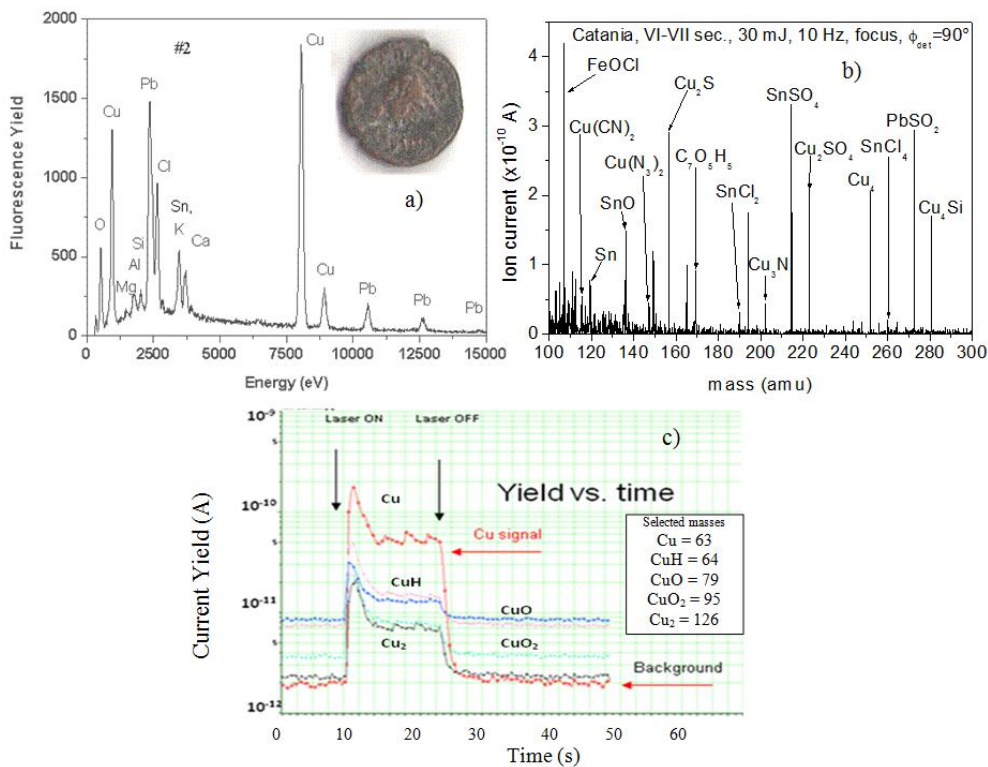 2000
1500
1000
500
0
Fluorescence Yield
#2
O
Cu
Mg
Al
Si
Pb
Cl
Sn,
K
Ca
Cu
Cu
Pb
Pb
Pb
a)
0 2500 5000 7500 10000 12500 15000
Energy (eV)
Catania, VI-VII sec., 30 mJ, 10 Hz, focus, ϕdet=90°
b)
4
3
2
1
0
Ion current (x10⁻¹⁰ A)
FeOCl
Cu(CN)₂
Sn
SnO
Cu(N₃)₂
Cu₂S
C₇O₅H₅
SnCl₂
Cu₃N
SnSO₄
Cu₂SO₄
Cu₄
SnCl₄
PbSO₂
Cu₄Si
100 120 140 160 180 200 220 240 260 280 300
mass (amu)
c)
Laser ON Laser OFF
10⁻⁹
5
10⁻¹⁰
5
10⁻¹¹
5
10⁻¹²
Current Yield (A)
Yield vs. time
Cu
Cu signal
CuH
CuO
Cu₂
CuO₂
Background
Selected masses
Cu = 63
CuH = 64
CuO = 79
CuO₂ = 95
Cu₂ = 126
0 10 20 30 40 50 60
Time (s)